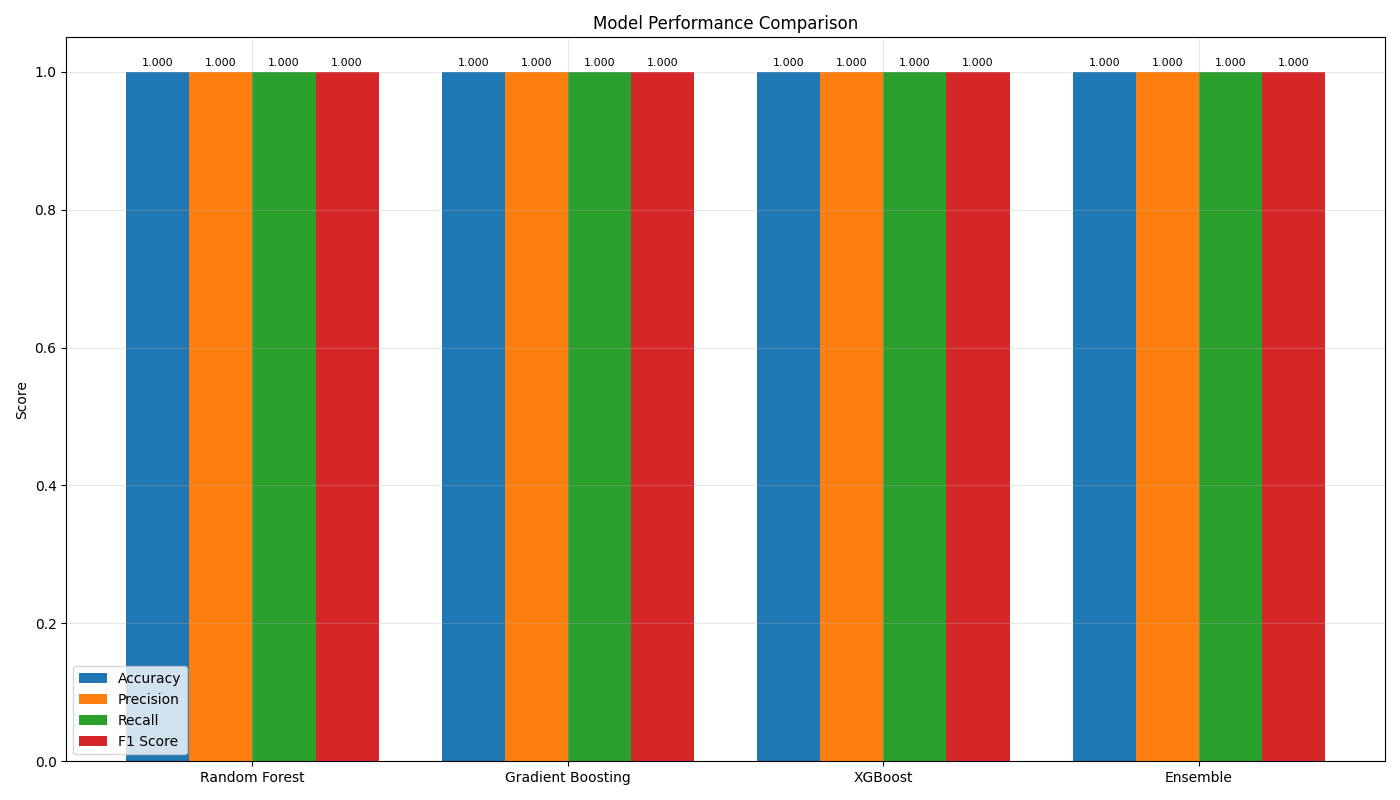 Model Performance Comparison
1.000 1.000 1.000 1.000 1.000 1.000 1.000 1.000 1.000 1.000 1.000 1.000 1.000 1.000 1.000 1.000
1.0
0.8
0.6
0.4
0.2
0.0
Score
Accuracy
Precision
Recall
F1 Score
Random Forest Gradient Boosting XGBoost Ensemble